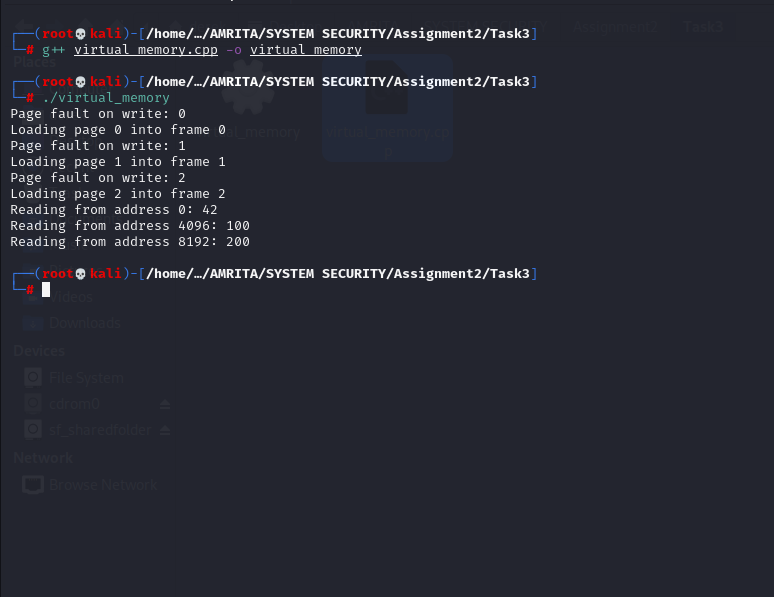 Assignment2 Task3
┌──(root💀kali)-[/home/…/AMRITA/SYSTEM SECURITY/Assignment2/Task3]
└─# g++ virtual_memory.cpp -o virtual_memory
Places
┌──(root💀kali)-[/home/…/AMRITA/SYSTEM SECURITY/Assignment2/Task3]
└─# ./virtual_memory
Page fault on write: 0
Loading page 0 into frame 0
virtual_memory.cp
p
Page fault on write: 1
Loading page 1 into frame 1
Page fault on write: 2
Loading page 2 into frame 2
Reading from address 0: 42
Reading from address 4096: 100
Reading from address 8192: 200
┌──(root💀kali)-[/home/…/AMRITA/SYSTEM SECURITY/Assignment2/Task3]
└─#
Videos
Downloads
Devices
File System
cdrom0
sf_sharedfolder
Network
Browse Network